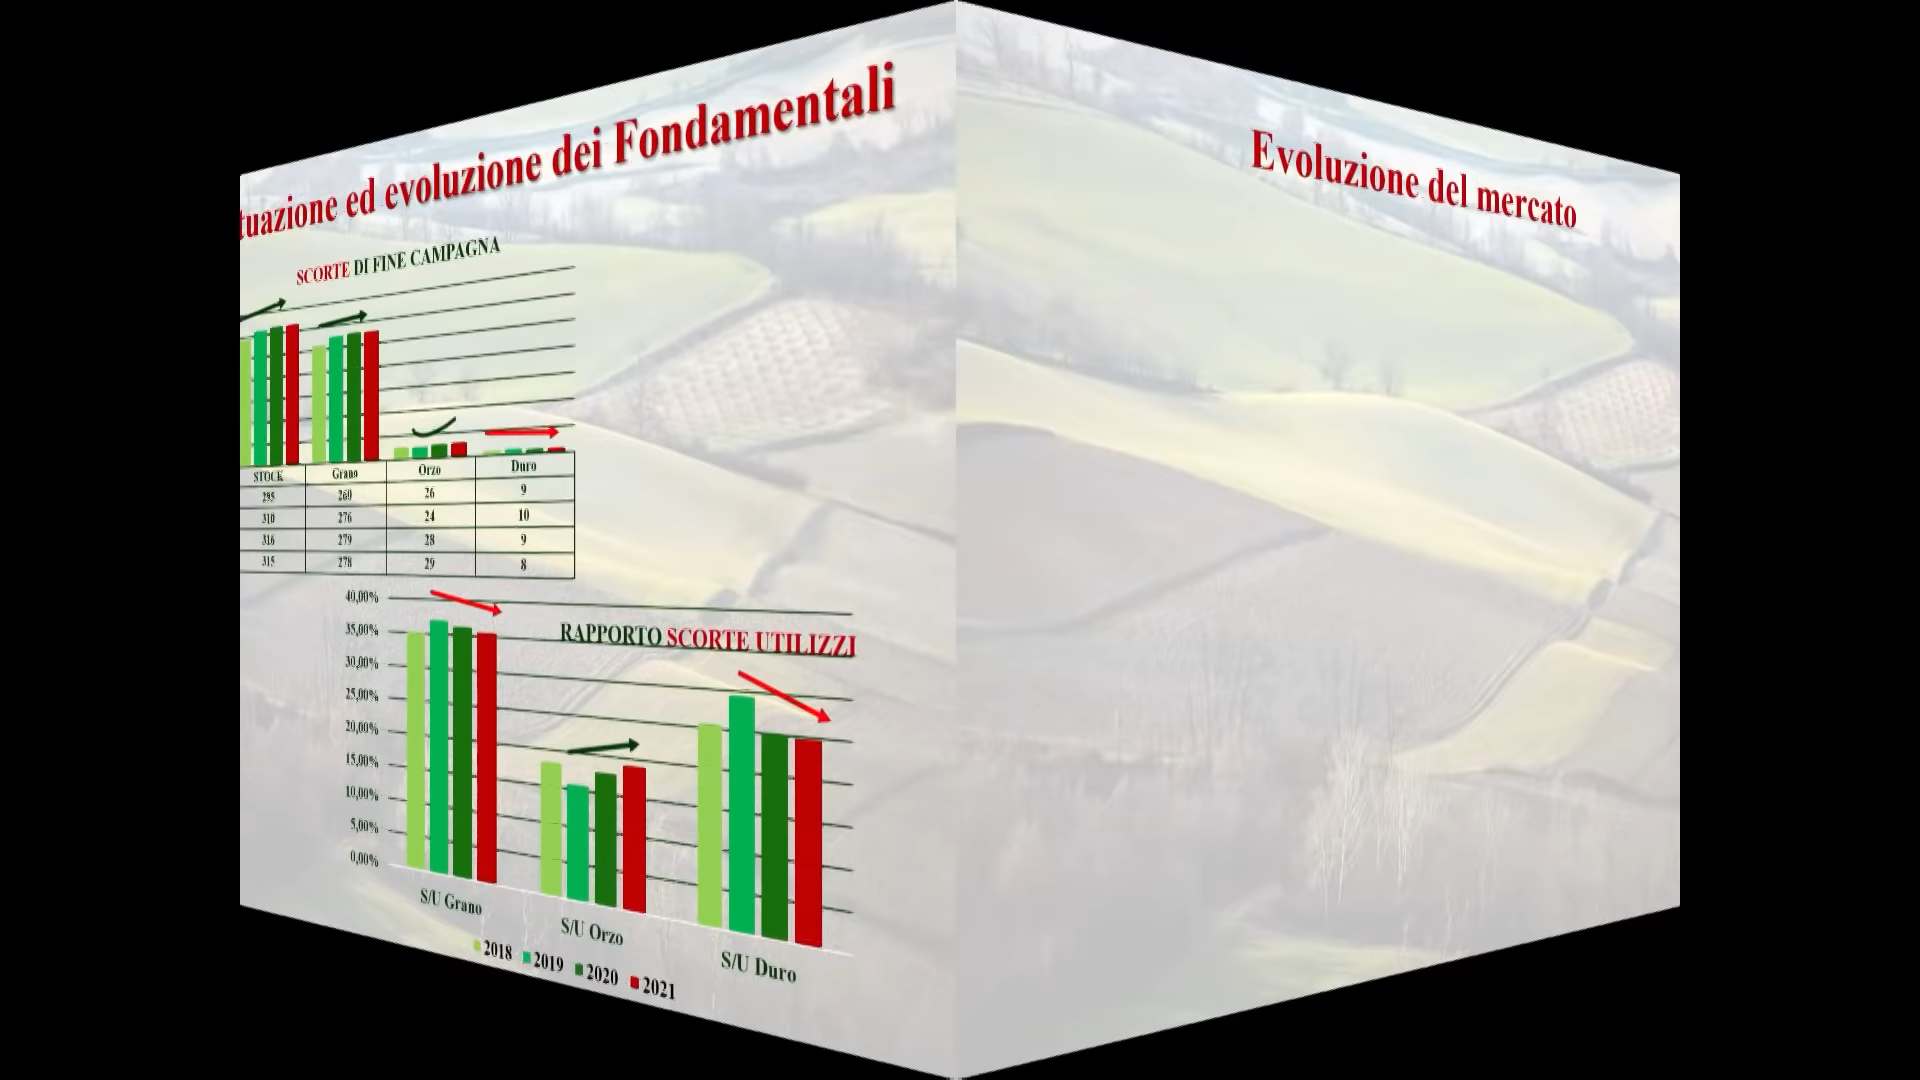 tuazione ed evoluzione dei Fondamentali
SCORTE DI FINE CAMPAGNA
STOCK Grano Orzo Duro
295 260 26 9
310 276 24 10
316 279 28 9
315 278 29 8
RAPPORTO SCORTE UTILIZZI
40,00%
35,00%
30,00%
25,00%
20,00%
15,00%
10,00%
5,00%
0,00%
S/U Grano
S/U Orzo
S/U Duro
2018 2019 2020 2021
Evoluzione del mercato